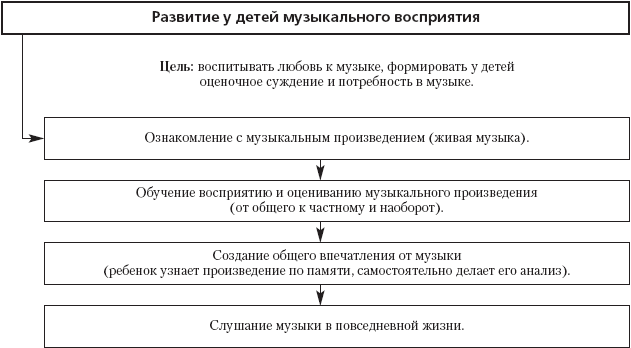 Развитие у детей музыкального восприятия
Цель: воспитывать любовь к музыке, формировать у детей
оценочное суждение и потребность в музыке.
Ознакомление с музыкальным произведением (живая музыка).
Обучение восприятию и оцениванию музыкального произведения
(от общего к частному и наоборот).
Создание общего впечатления от музыки
(ребенок узнает произведение по памяти, самостоятельно делает его анализ).
Слушание музыки в повседневной жизни.